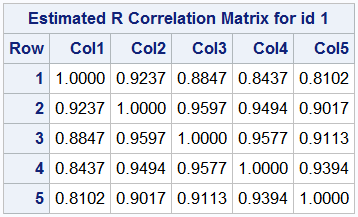 Estimated R Correlation Matrix for id 1
Row Col1 Col2 Col3 Col4 Col5
1 1.0000 0.9237 0.8847 0.8437 0.8102
2 0.9237 1.0000 0.9597 0.9494 0.9017
3 0.8847 0.9597 1.0000 0.9577 0.9113
4 0.8437 0.9494 0.9577 1.0000 0.9394
5 0.8102 0.9017 0.9113 0.9394 1.0000